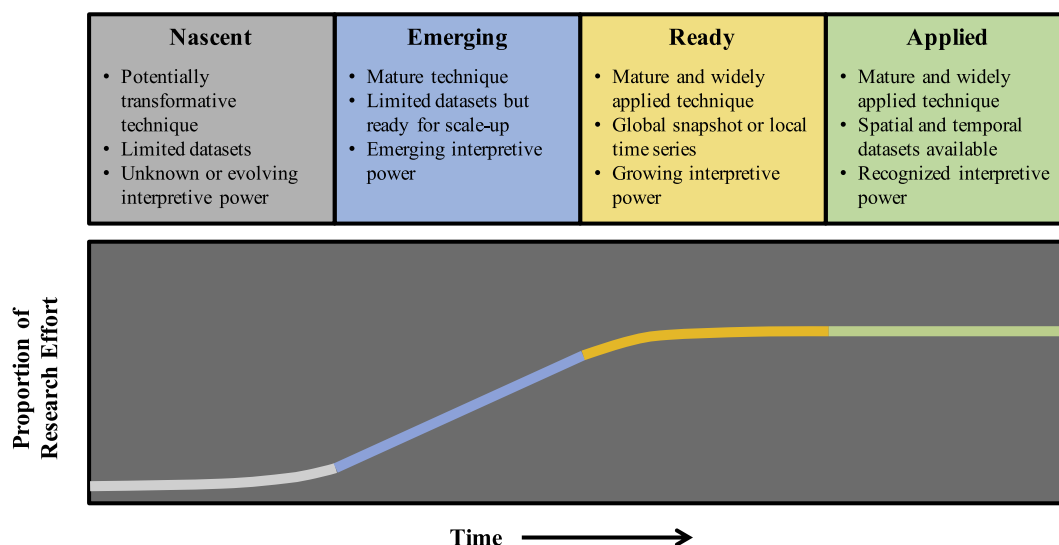 Nascent
• Potentially
transformative
technique
• Limited datasets
• Unknown or evolving
interpretive power
Emerging
• Mature technique
• Limited datasets but
ready for scale-up
• Emerging interpretive
power
Ready
• Mature and widely
applied technique
• Global snapshot or local
time series
• Growing interpretive
power
Applied
• Mature and widely
applied technique
• Spatial and temporal
datasets available
• Recognized interpretive
power
Proportion of
Research Effort
Time